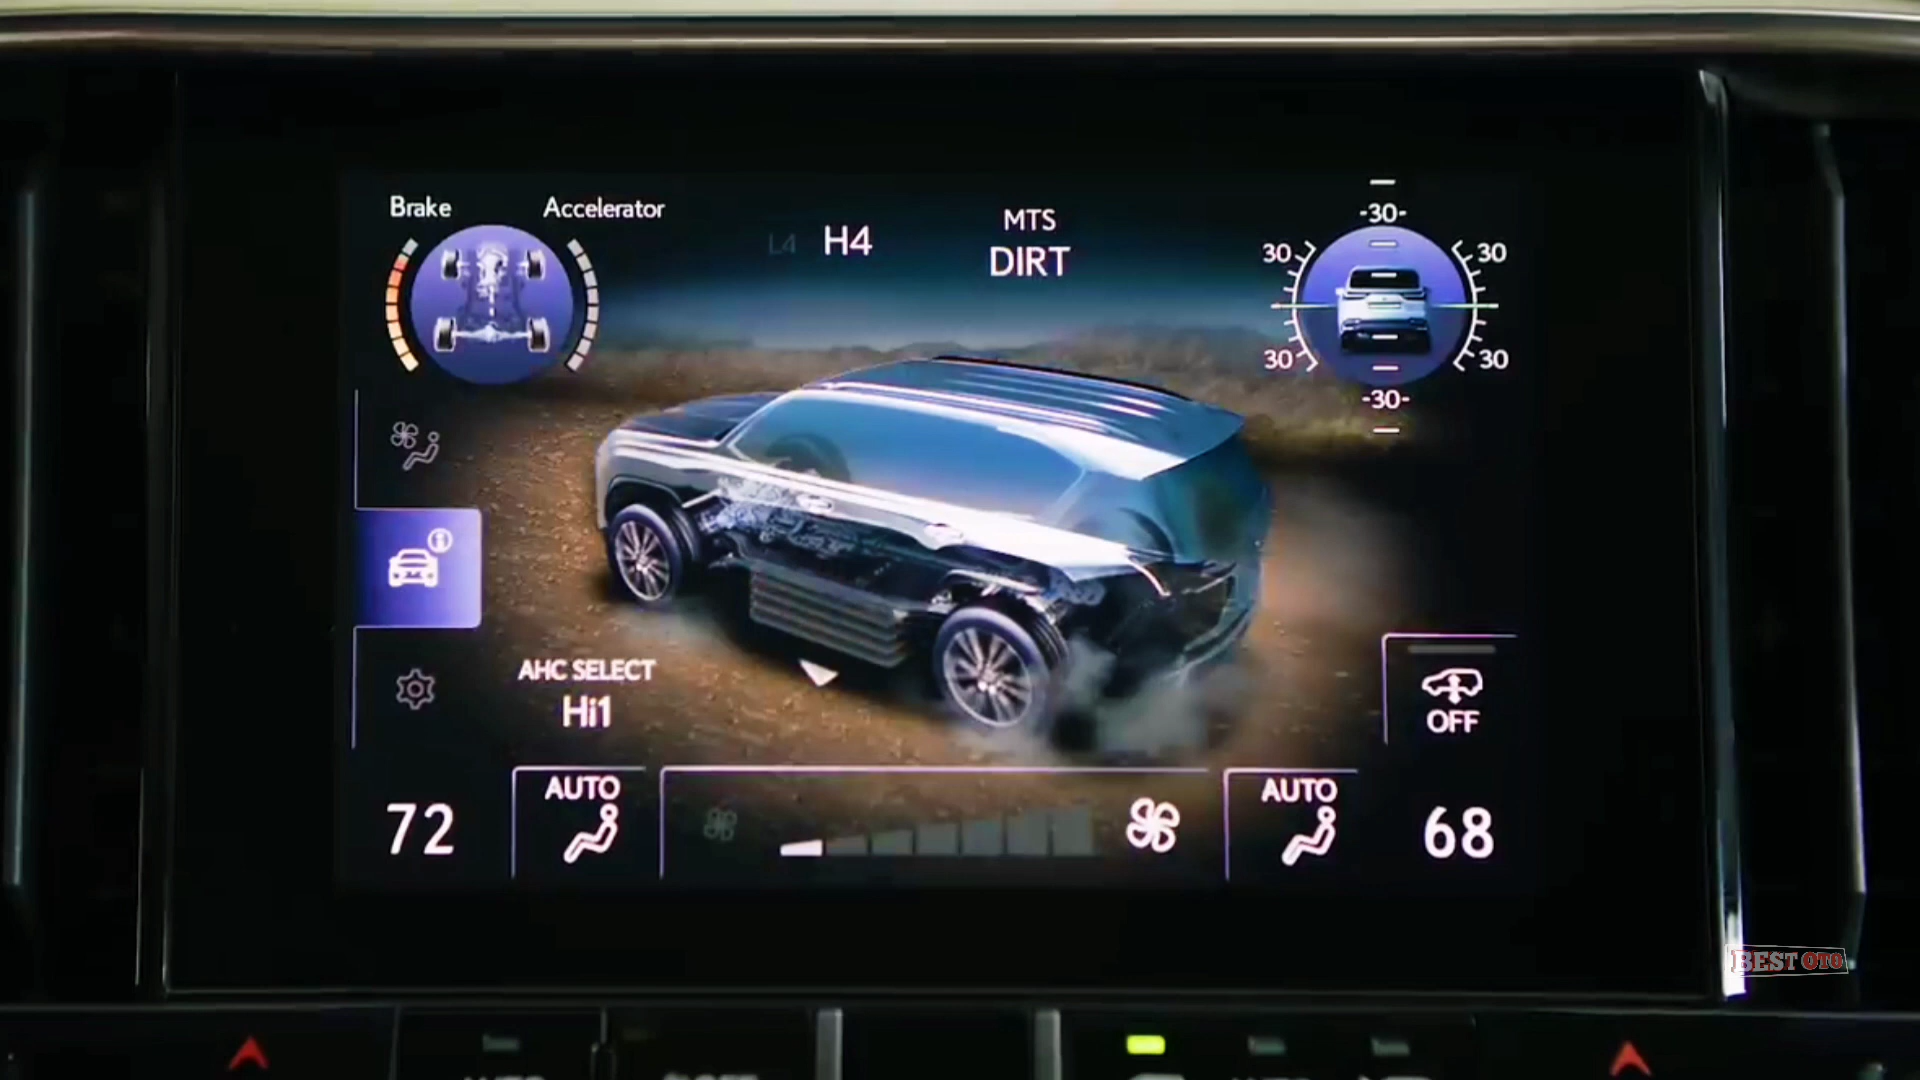 Brake
Accelerator
L4
H4
MTS
DIRT
-30-
30
30
30
30
-30-
AHC SELECT
Hi1
OFF
72
AUTO
AUTO
68
BEST OTO